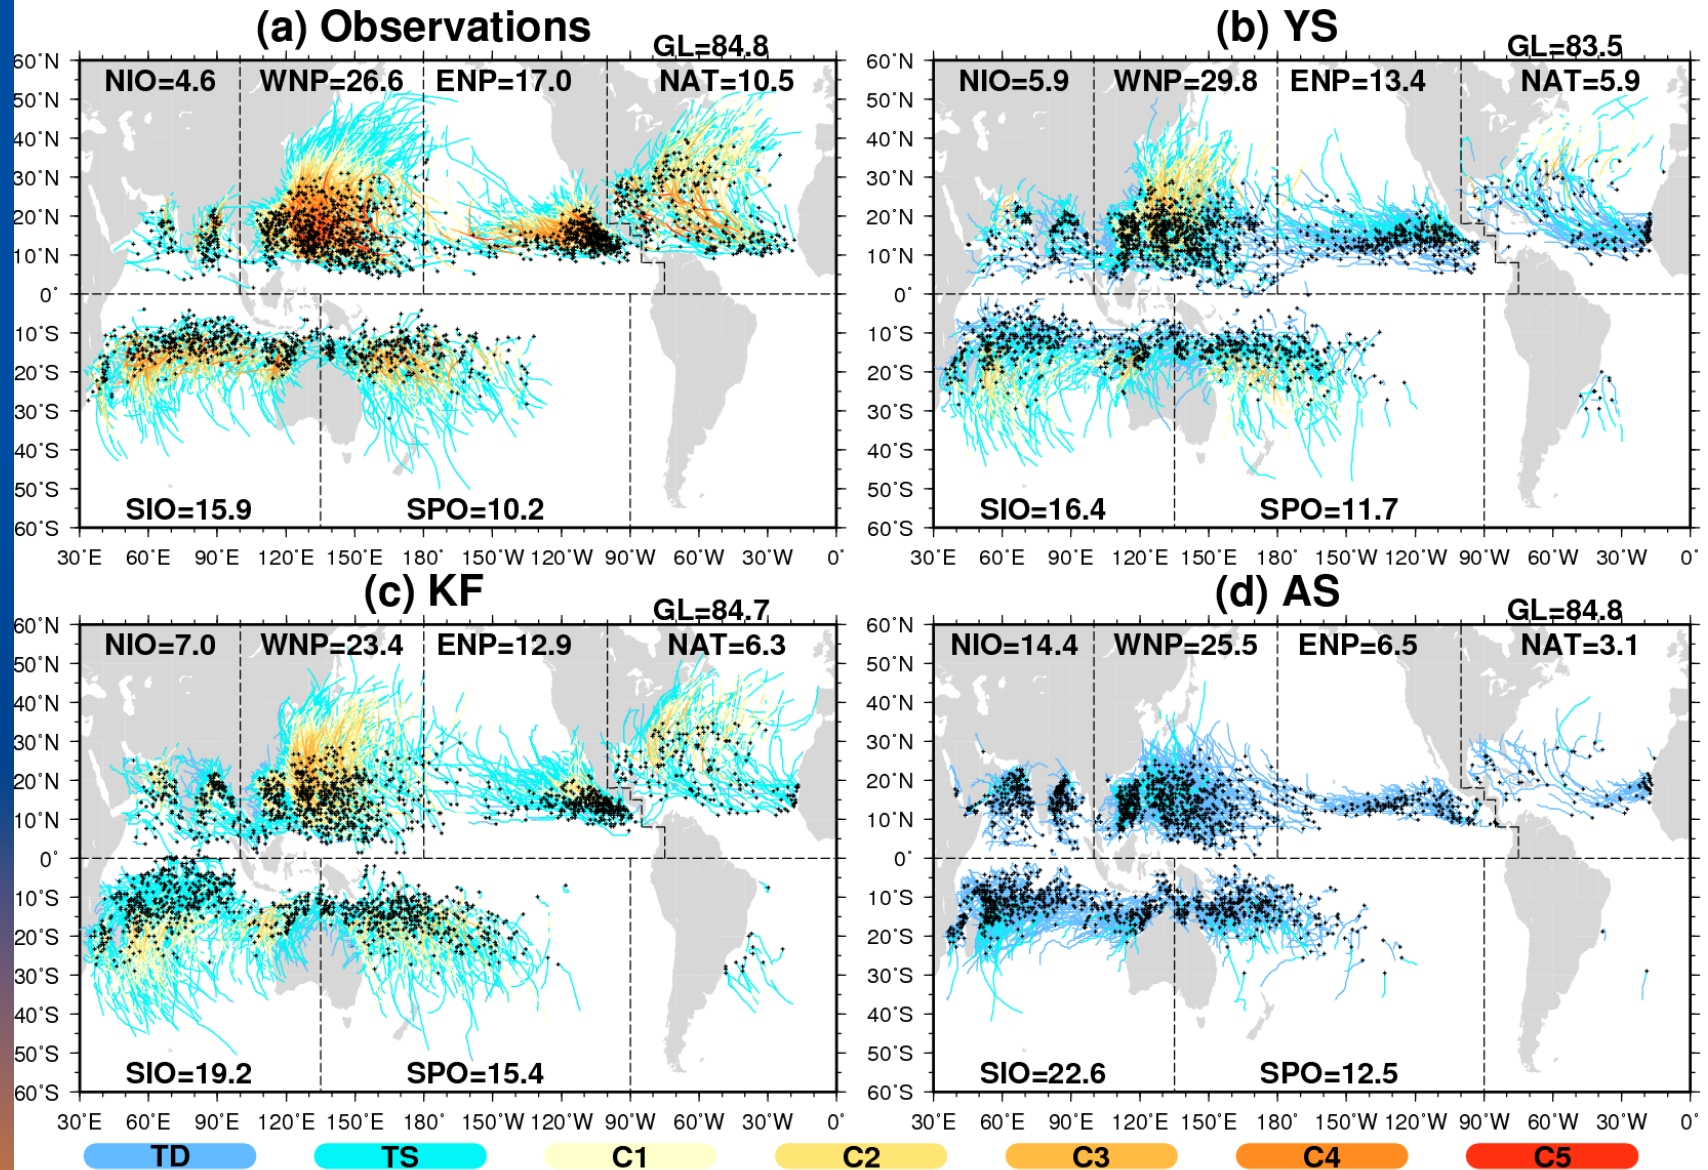 (a) Observations
GL=84.8
NIO=4.6 WNP=26.6 ENP=17.0 NAT=10.5
60°N
50°N
40°N
30°N
20°N
10°N
0°
10°S
20°S
30°S
40°S
50°S
60°S
SIO=15.9 SPO=10.2
30°E 60°E 90°E 120°E 150°E 180° 150°W 120°W 90°W 60°W 30°W 0°
(b) YS
GL=83.5
NIO=5.9 WNP=29.8 ENP=13.4 NAT=5.9
60°N
50°N
40°N
30°N
20°N
10°N
0°
10°S
20°S
30°S
40°S
50°S
60°S
SIO=16.4 SPO=11.7
30°E 60°E 90°E 120°E 150°E 180° 150°W 120°W 90°W 60°W 30°W 0°
(c) KF
GL=84.7
NIO=7.0 WNP=23.4 ENP=12.9 NAT=6.3
60°N
50°N
40°N
30°N
20°N
10°N
0°
10°S
20°S
30°S
40°S
50°S
60°S
SIO=19.2 SPO=15.4
30°E 60°E 90°E 120°E 150°E 180° 150°W 120°W 90°W 60°W 30°W 0°
(d) AS
GL=84.8
NIO=14.4 WNP=25.5 ENP=6.5 NAT=3.1
60°N
50°N
40°N
30°N
20°N
10°N
0°
10°S
20°S
30°S
40°S
50°S
60°S
SIO=22.6 SPO=12.5
30°E 60°E 90°E 120°E 150°E 180° 150°W 120°W 90°W 60°W 30°W 0°
TD TS C1 C2 C3 C4 C5